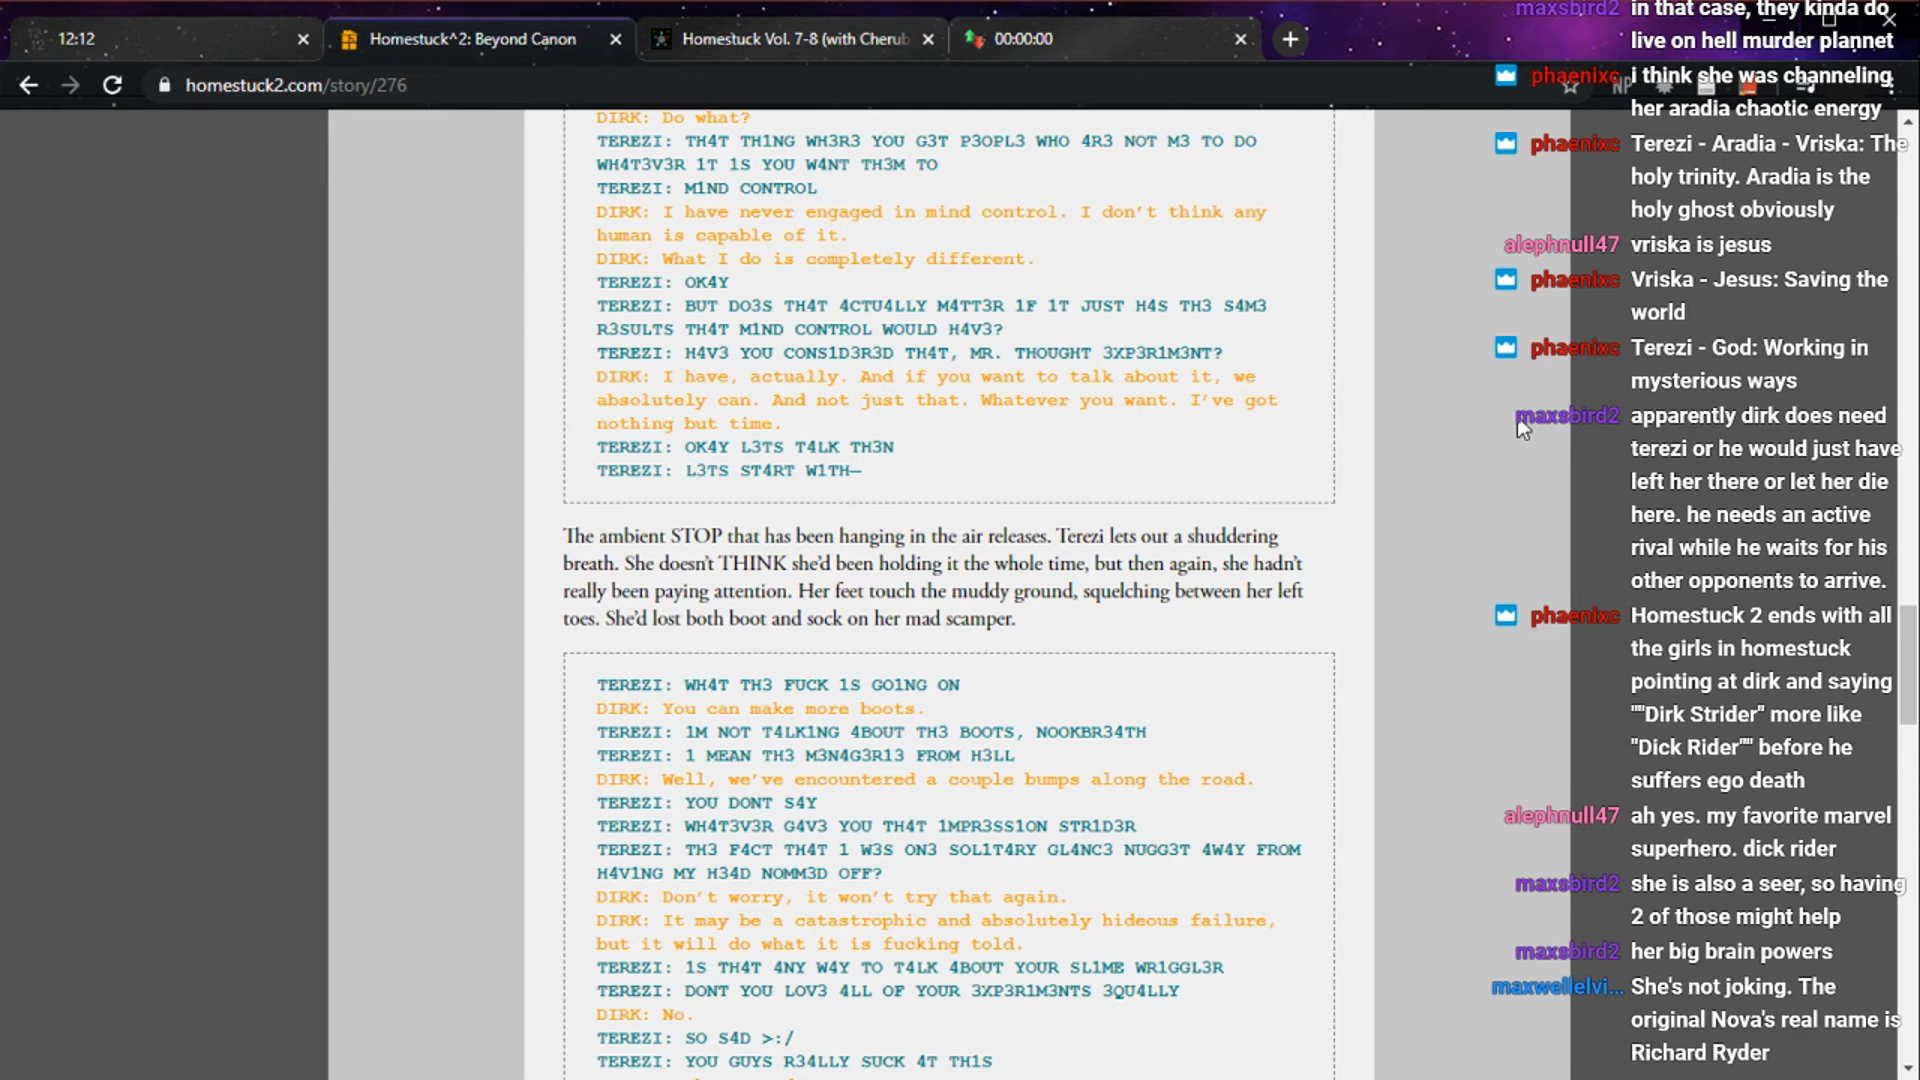 12:12
Homestuck^2: Beyond Canon
Homestuck Vol. 7-8 (with Cherub
00:00:00
homestuck2.com/story/276
DIRK: Do what?
TEREZI: TH4T TH1NG WH3R3 YOU G3T P3OPL3 WHO 4R3 NOT M3 TO DO
WH4T3V3R 1T 1S YOU W4NT TH3M TO
TEREZI: M1ND CONTROL
DIRK: I have never engaged in mind control. I don't think any
human is capable of it.
DIRK: What I do is completely different.
TEREZI: OK4Y
TEREZI: BUT DO3S TH4T 4CTU4LLY M4TT3R 1F 1T JUST H4S TH3 S4M3
R3SULTS TH4T M1ND CONTROL WOULD H4V3?
TEREZI: H4V3 YOU CONS1D3R3D TH4T, MR. THOUGHT 3XP3R1M3NT?
DIRK: I have, actually. And if you want to talk about it, we
absolutely can. And not just that. Whatever you want. I've got
nothing but time.
TEREZI: OK4Y L3TS T4LK TH3N
TEREZI: L3TS ST4RT W1TH—
The ambient STOP that has been hanging in the air releases. Terezi lets out a shuddering
breath. She doesn't THINK she'd been holding it the whole time, but then again, she hadn't
really been paying attention. Her feet touch the muddy ground, squelching between her left
toes. She'd lost both boot and sock on her mad scamper.
TEREZI: WH4T TH3 FUCK 1S GO1NG ON
DIRK: You can make more boots.
TEREZI: 1M NOT T4LK1NG 4BOUT TH3 BOOTS, NOOKBR34TH
TEREZI: 1 MEAN TH3 M3N4G3R13 FROM H3LL
DIRK: Well, we've encountered a couple bumps along the road.
TEREZI: YOU DONT S4Y
TEREZI: WH4T3V3R G4V3 YOU TH4T 1MPR3SS1ON STR1D3R
TEREZI: TH3 F4CT TH4T 1 W3S ON3 SOL1T4RY GL4NC3 NUGG3T 4W4Y FROM
H4V1NG MY H34D NOMM3D OFF?
DIRK: Don't worry, it won't try that again.
DIRK: It may be a catastrophic and absolutely hideous failure,
but it will do what it is fucking told.
TEREZI: 1S TH4T 4NY W4Y TO T4LK 4BOUT YOUR SL1ME WR1GGL3R
TEREZI: DONT YOU LOV3 4LL OF YOUR 3XP3R1M3NTS 3QU4LLY
DIRK: No.
TEREZI: SO S4D >:/
TEREZI: YOU GUYS R34LLY SUCK 4T TH1S
maxsbird2 in that case, they kinda do
live on hell murder plannet
phaenixc i think she was channeling
her aradia chaotic energy
phaenixc Terezi - Aradia - Vriska: The
holy trinity. Aradia is the
holy ghost obviously
alephnull47 vriska is jesus
phaenixc Vriska - Jesus: Saving the
world
phaenixc Terezi - God: Working in
mysterious ways
maxsbird2 apparently dirk does need
terezi or he would just have
left her there or let her die
here. he needs an active
rival while he waits for his
other opponents to arrive.
phaenixc Homestuck 2 ends with all
the girls in homestuck
pointing at dirk and saying
""Dirk Strider" more like
"Dick Rider"" before he
suffers ego death
alephnull47 ah yes. my favorite marvel
superhero. dick rider
maxsbird2 she is also a seer, so having
2 of those might help
maxsbird2 her big brain powers
maxwellelvi... She's not joking. The
original Nova's real name is
Richard Ryder